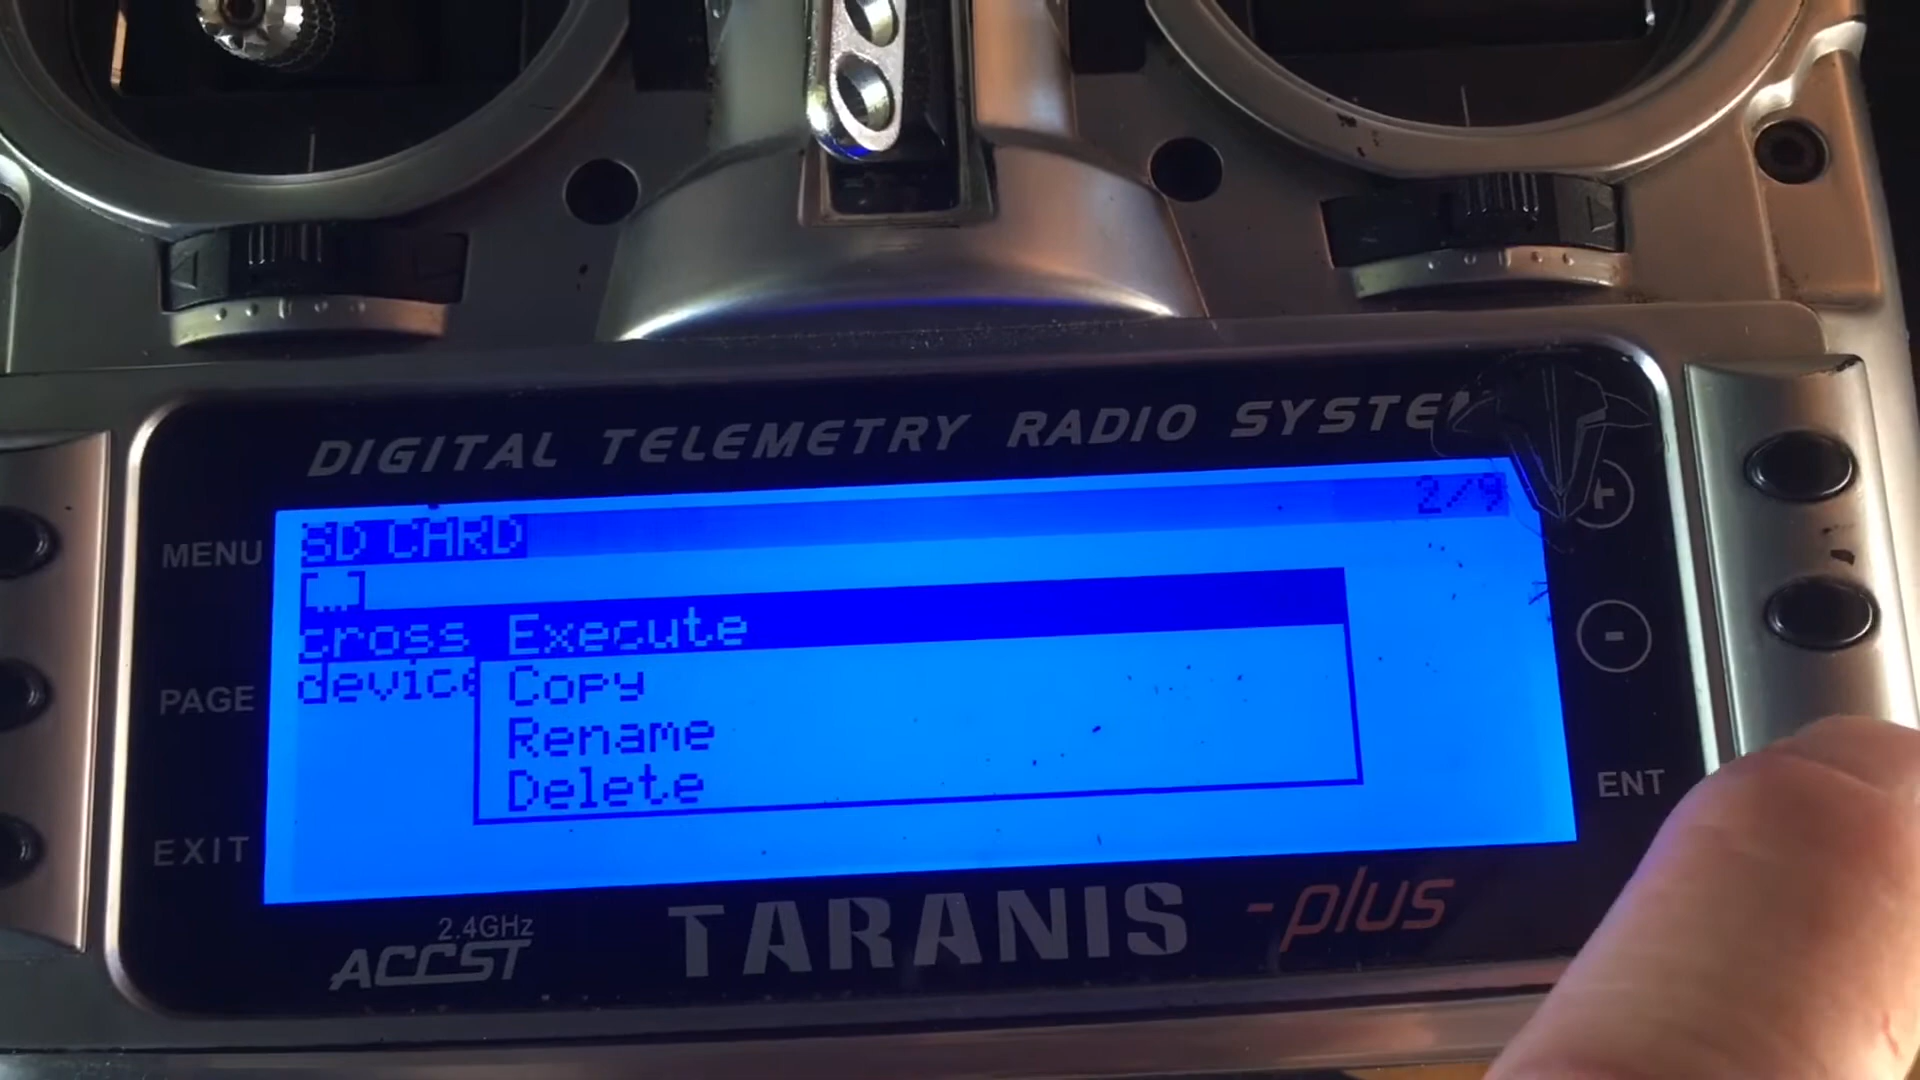 DIGITAL TELEMETRY RADIO SYSTEM
SD CARD 2/9
[..]
cross Execute
device Copy
Rename
Delete
MENU
PAGE
EXIT
+
-
ENT
2.4GHz
ACCST
TARANIS -plus